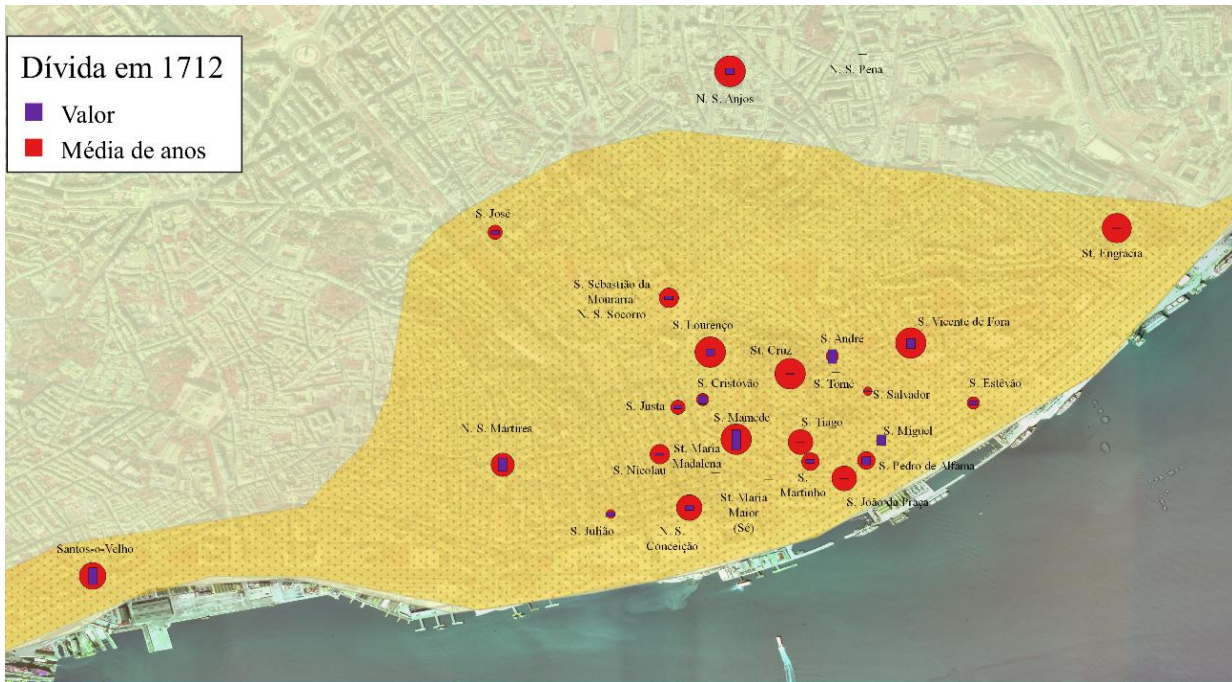 Dívida em 1712
Valor
Média de anos
N. S. Pena
N. S. Anjos
S. José
St. Engrácia
S. Sebastião da
Mouraria/
N. S. Socorro
S. Lourenço
St. Cruz
S. André
S. Vicente de Fora
S. Tomé
S. Salvador
S. Estêvão
S. Cristóvão
S. Justa
S. Mamede
S. Tiago
S. Miguel
N. S. Mártires
St. Maria
Madalena
S. Nicolau
S.
Martinho
S. Pedro de Alfama
S. João da Praça
S. Julião
N. S.
Conceição
St. Maria
Maior
(Sé)
Santos-o-Velho